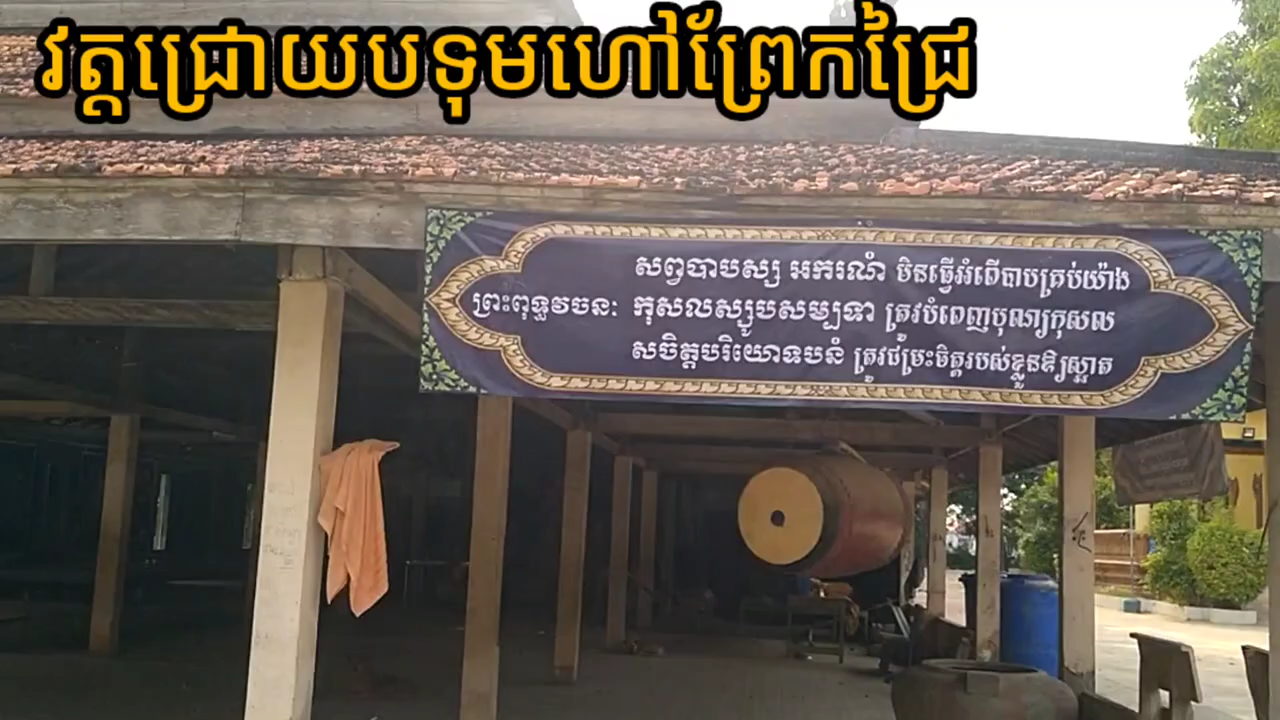 វត្តជ្រោយបទុមហៅព្រែកជ្រៃ
សព្វបាបស្ស អករណំ មិនធ្វើអំពើបាបគ្រប់យ៉ាង
ព្រះពុទ្ធវចនៈ កុសលស្សូបសម្បទា ត្រូវបំពេញបុណ្យកុសល
សចិត្តបរិយោទបនំ ត្រូវជម្រះចិត្តរបស់ខ្លួនឱ្យស្អាត